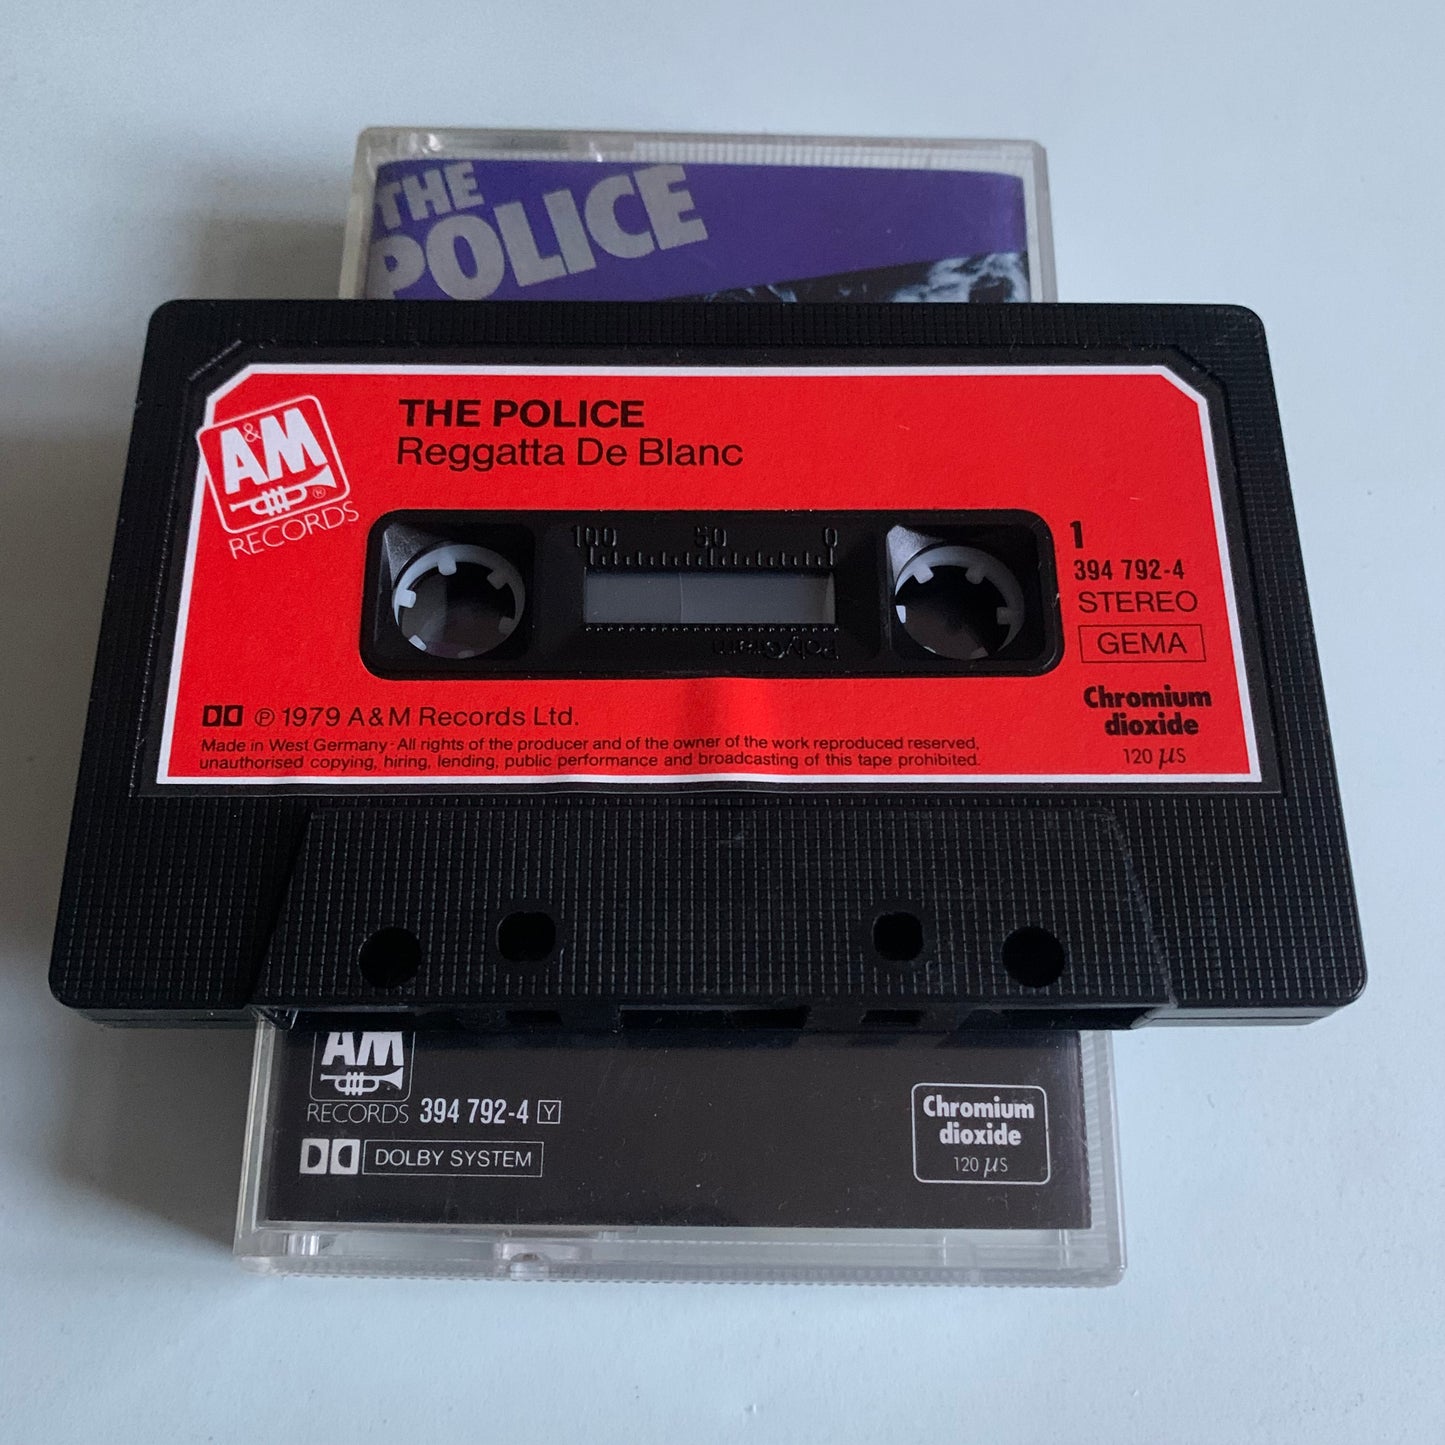 THE
POLICE
THE POLICE
Reggatta De Blanc
A&M
®
RECORDS
100 50 0
1
394 792-4
STEREO
GEMA
PolyGram
Chromium
dioxide
120 µs
℗ 1979 A&M Records Ltd.
Made in West Germany · All rights of the producer and of the owner of the work reproduced reserved,
unauthorised copying, hiring, lending, public performance and broadcasting of this tape prohibited.
AM
RECORDS 394 792-4 Y
DOLBY SYSTEM
Chromium
dioxide
120 µs